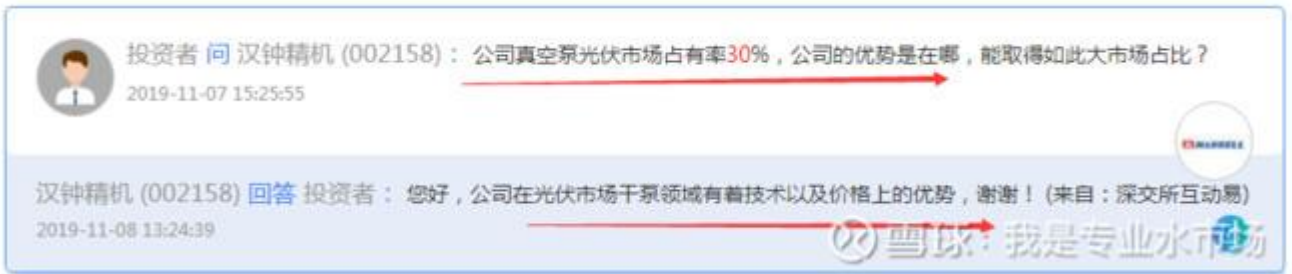 投资者 问 汉钟精机 (002158)： 公司真空泵光伏市场占有率30%，公司的优势是在哪，能取得如此大市场占比？
2019-11-07 15:25:55
HANBELL
汉钟精机 (002158) 回答 投资者： 您好，公司在光伏市场干泵领域有着技术以及价格上的优势，谢谢！ (来自：深交所互动易)
2019-11-08 13:24:39
雪球：我是专业水市场